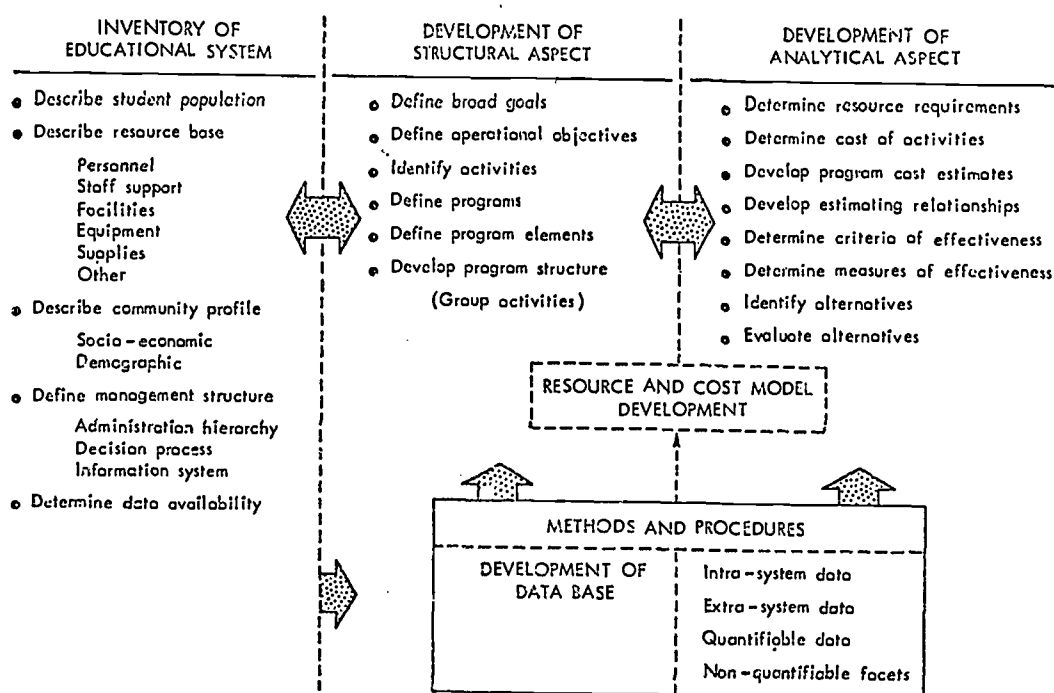 INVENTORY OF
EDUCATIONAL SYSTEM
• Describe student population
• Describe resource base
Personnel
Staff support
Facilities
Equipment
Supplies
Other
• Describe community profile
Socio-economic
Demographic
• Define management structure
Administration hierarchy
Decision process
Information system
• Determine data availability
DEVELOPMENT OF
STRUCTURAL ASPECT
• Define broad goals
• Define operational objectives
• Identify activities
• Define programs
• Define program elements
• Develop program structure
(Group activities)
DEVELOPMENT OF
ANALYTICAL ASPECT
• Determine resource requirements
• Determine cost of activities
• Develop program cost estimates
• Develop estimating relationships
• Determine criteria of effectiveness
• Determine measures of effectiveness
• Identify alternatives
• Evaluate alternatives
RESOURCE AND COST MODEL
DEVELOPMENT
METHODS AND PROCEDURES
DEVELOPMENT OF
DATA BASE
Intra-system data
Extra-system data
Quantifiable data
Non-quantifiable facets